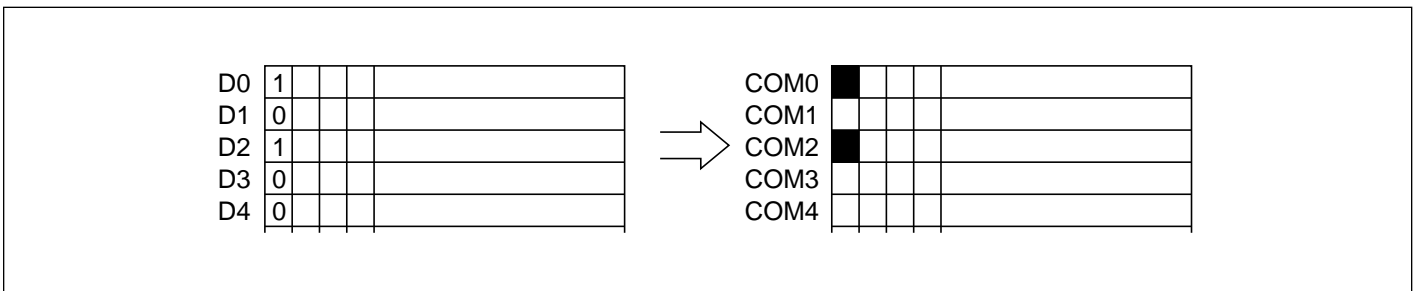 D0 1 COM0
D1 0 COM1
D2 1 COM2
D3 0 COM3
D4 0 COM4